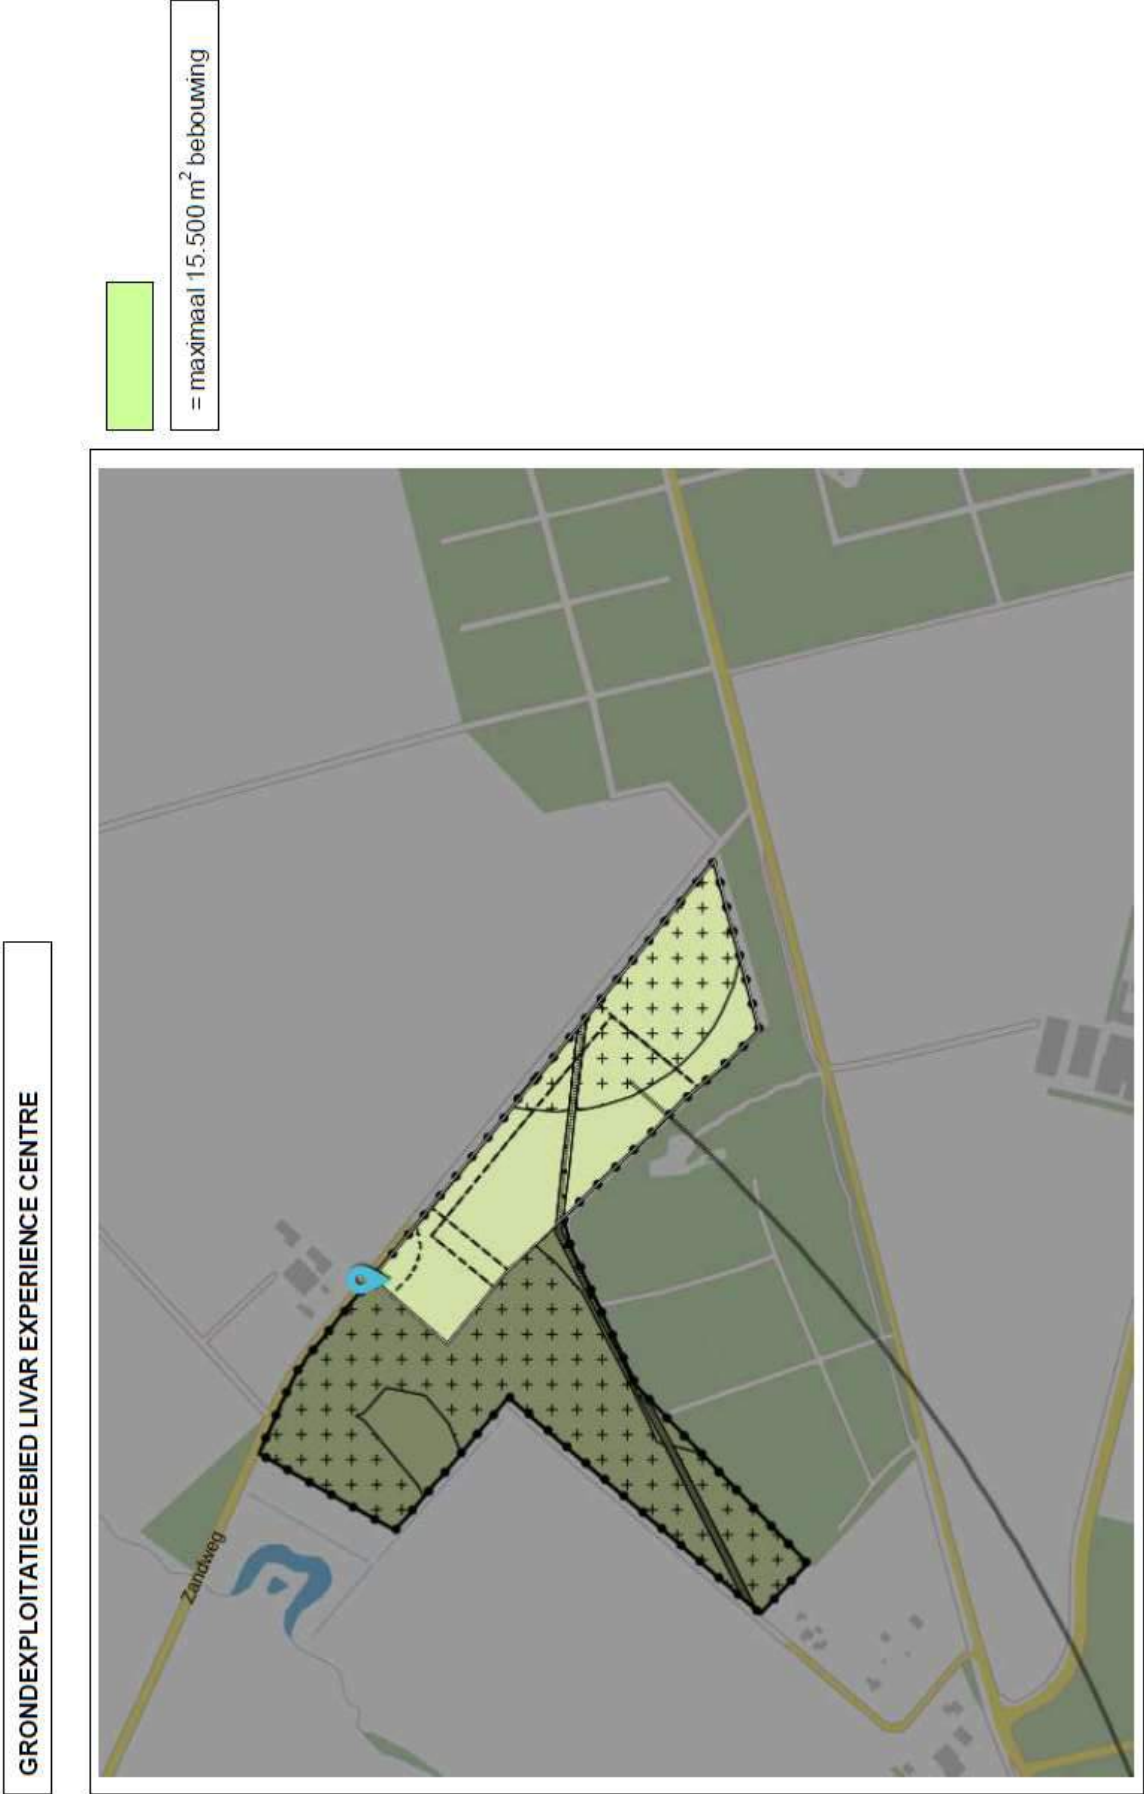 GRONDEXPLOITATIEGEBIED LIVAR EXPERIENCE CENTRE
= maximaal 15.500 m² bebouwing
Zandweg